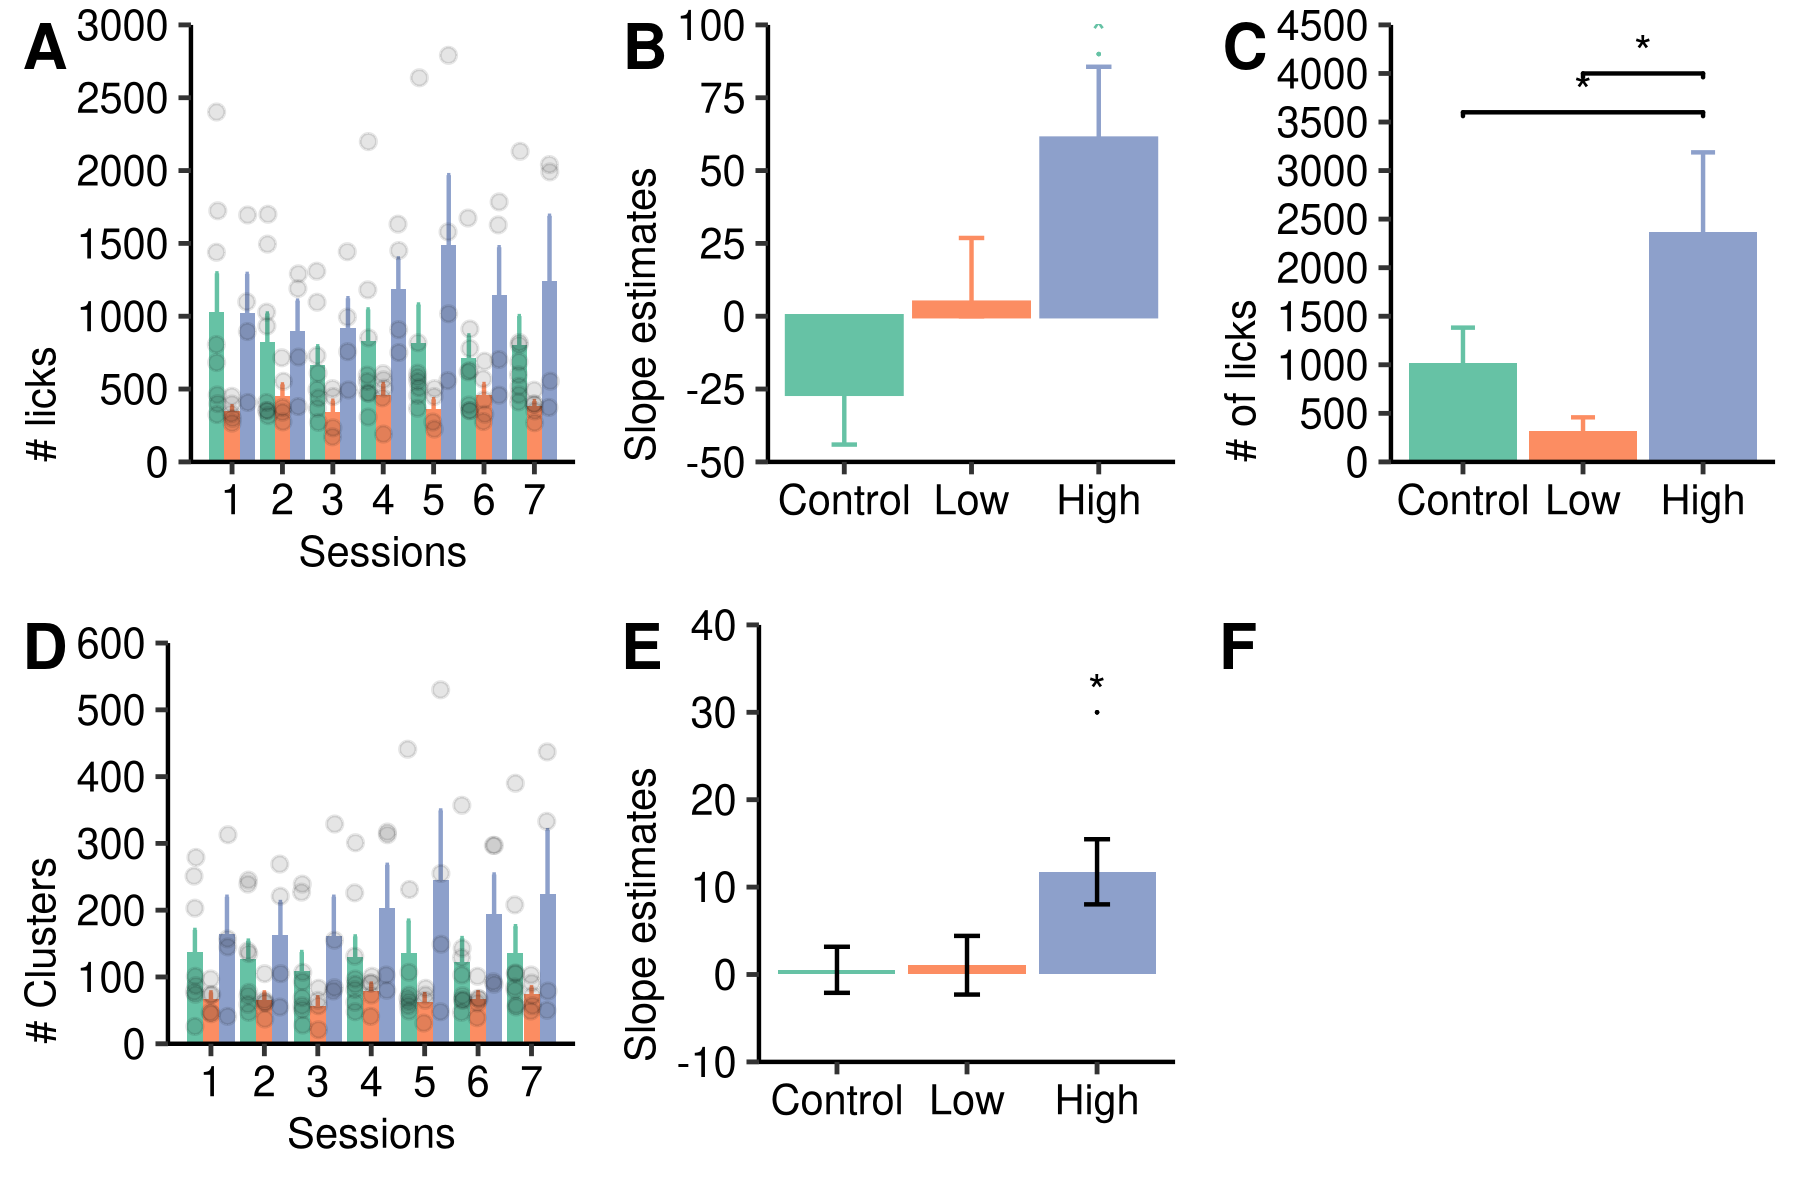 A
3000
2500
2000
1500
1000
500
0
# licks
1 2 3 4 5 6 7
Sessions
B
100
75
50
25
0
-25
-50
Slope estimates
Control Low High
C
4500
4000
3500
3000
2500
2000
1500
1000
500
0
# of licks
*
*
Control Low High
D
600
500
400
300
200
100
0
# Clusters
1 2 3 4 5 6 7
Sessions
E
40
30
20
10
0
-10
Slope estimates
*
Control Low High
F